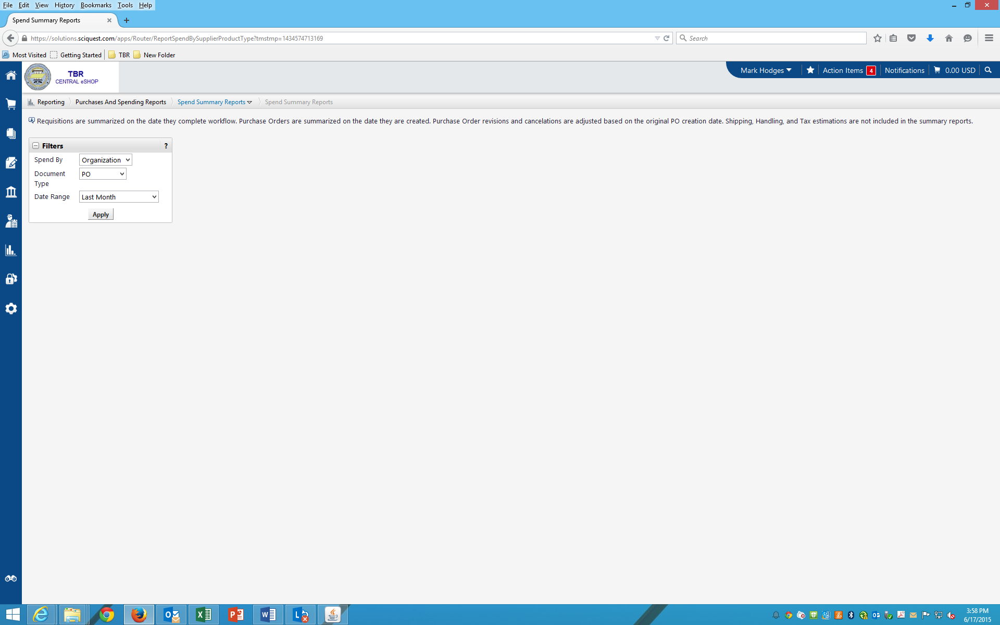 File Edit View History Bookmarks Tools Help
Spend Summary Reports
https://solutions.sciquest.com/apps/Router/ReportSpendBySupplierProductType?tmstmp=1434574713169
Search
Most Visited Getting Started TBR New Folder
TBR
CENTRAL eSHOP
Mark Hodges Action Items 4 Notifications 0.00 USD
Reporting Purchases And Spending Reports Spend Summary Reports Spend Summary Reports
Requisitions are summarized on the date they complete workflow. Purchase Orders are summarized on the date they are created. Purchase Order revisions and cancelations are adjusted based on the original PO creation date. Shipping, Handling, and Tax estimations are not included in the summary reports.
Filters ?
Spend By Organization
Document Type PO
Date Range Last Month
Apply
3:58 PM
6/17/2015